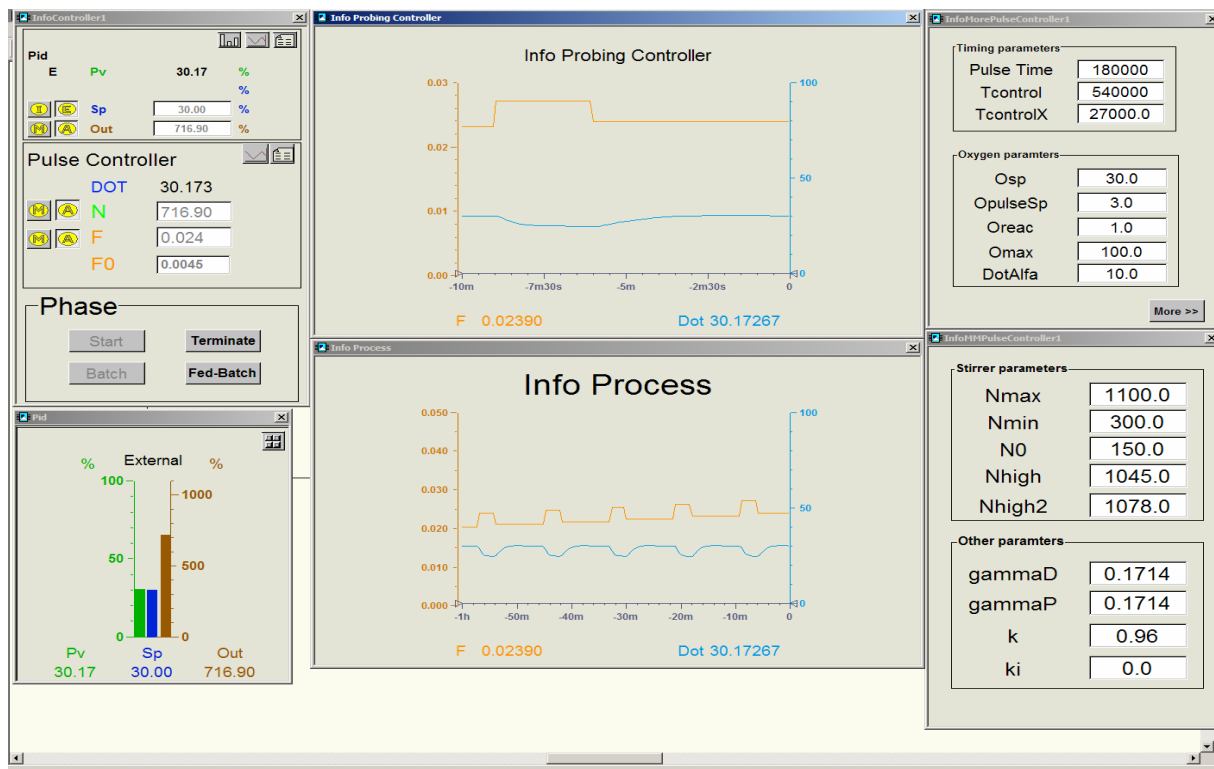 InfoController1
Pid
E Pv 30.17 %
%
I E Sp 30.00 %
M A Out 716.90 %
Pulse Controller
DOT 30.173
M A N 716.90
M A F 0.024
F0 0.0045
Phase
Start Terminate
Batch Fed-Batch
Pid
% External %
100
1000
50
500
0 0
Pv Sp Out
30.17 30.00 716.90
Info Probing Controller
Info Probing Controller
0.03 100
0.02
50
0.01
0.00 0
-10m -7m30s -5m -2m30s 0
F 0.02390 Dot 30.17267
Info Process
Info Process
0.050 100
0.040
0.030
50
0.020
0.010
0.000 0
-1h -50m -40m -30m -20m -10m 0
F 0.02390 Dot 30.17267
InfoMorePulseController1
Timing parameters
Pulse Time 180000
Tcontrol 540000
TcontrolX 27000.0
Oxygen paramters
Osp 30.0
OpulseSp 3.0
Oreac 1.0
Omax 100.0
DotAlfa 10.0
More >>
InfoMMPulseController1
Stirrer parameters
Nmax 1100.0
Nmin 300.0
N0 150.0
Nhigh 1045.0
Nhigh2 1078.0
Other paramters
gammaD 0.1714
gammaP 0.1714
k 0.96
ki 0.0